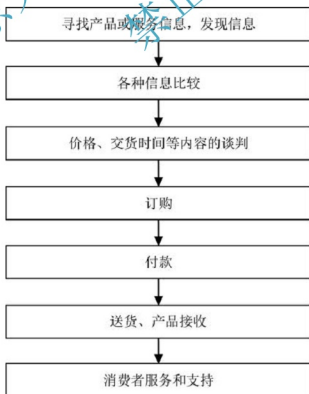 寻找产品或服务信息，发现信息
各种信息比较
价格、交货时间等内容的谈判
订购
付款
送货、产品接收
消费者服务和支持